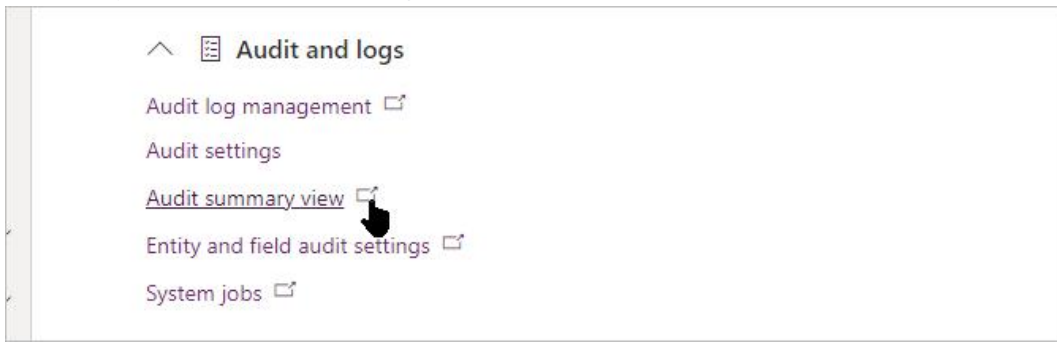 Audit and logs
Audit log management
Audit settings
Audit summary view
Entity and field audit settings
System jobs